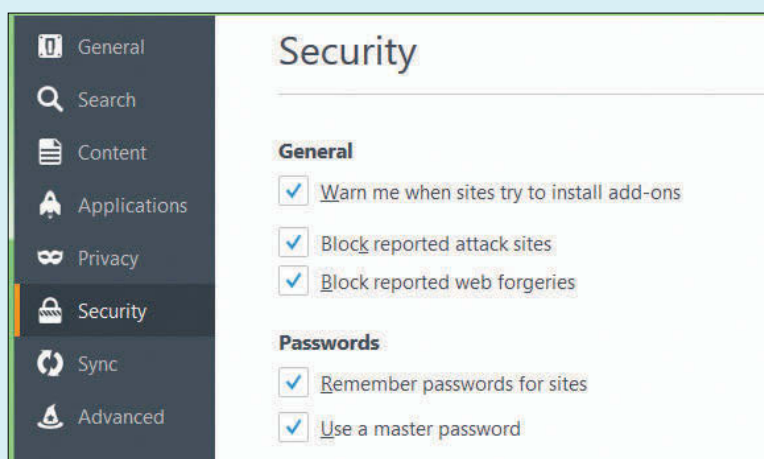 General
Search
Content
Applications
Privacy
Security
Sync
Advanced
Security
General
Warn me when sites try to install add-ons
Block reported attack sites
Block reported web forgeries
Passwords
Remember passwords for sites
Use a master password